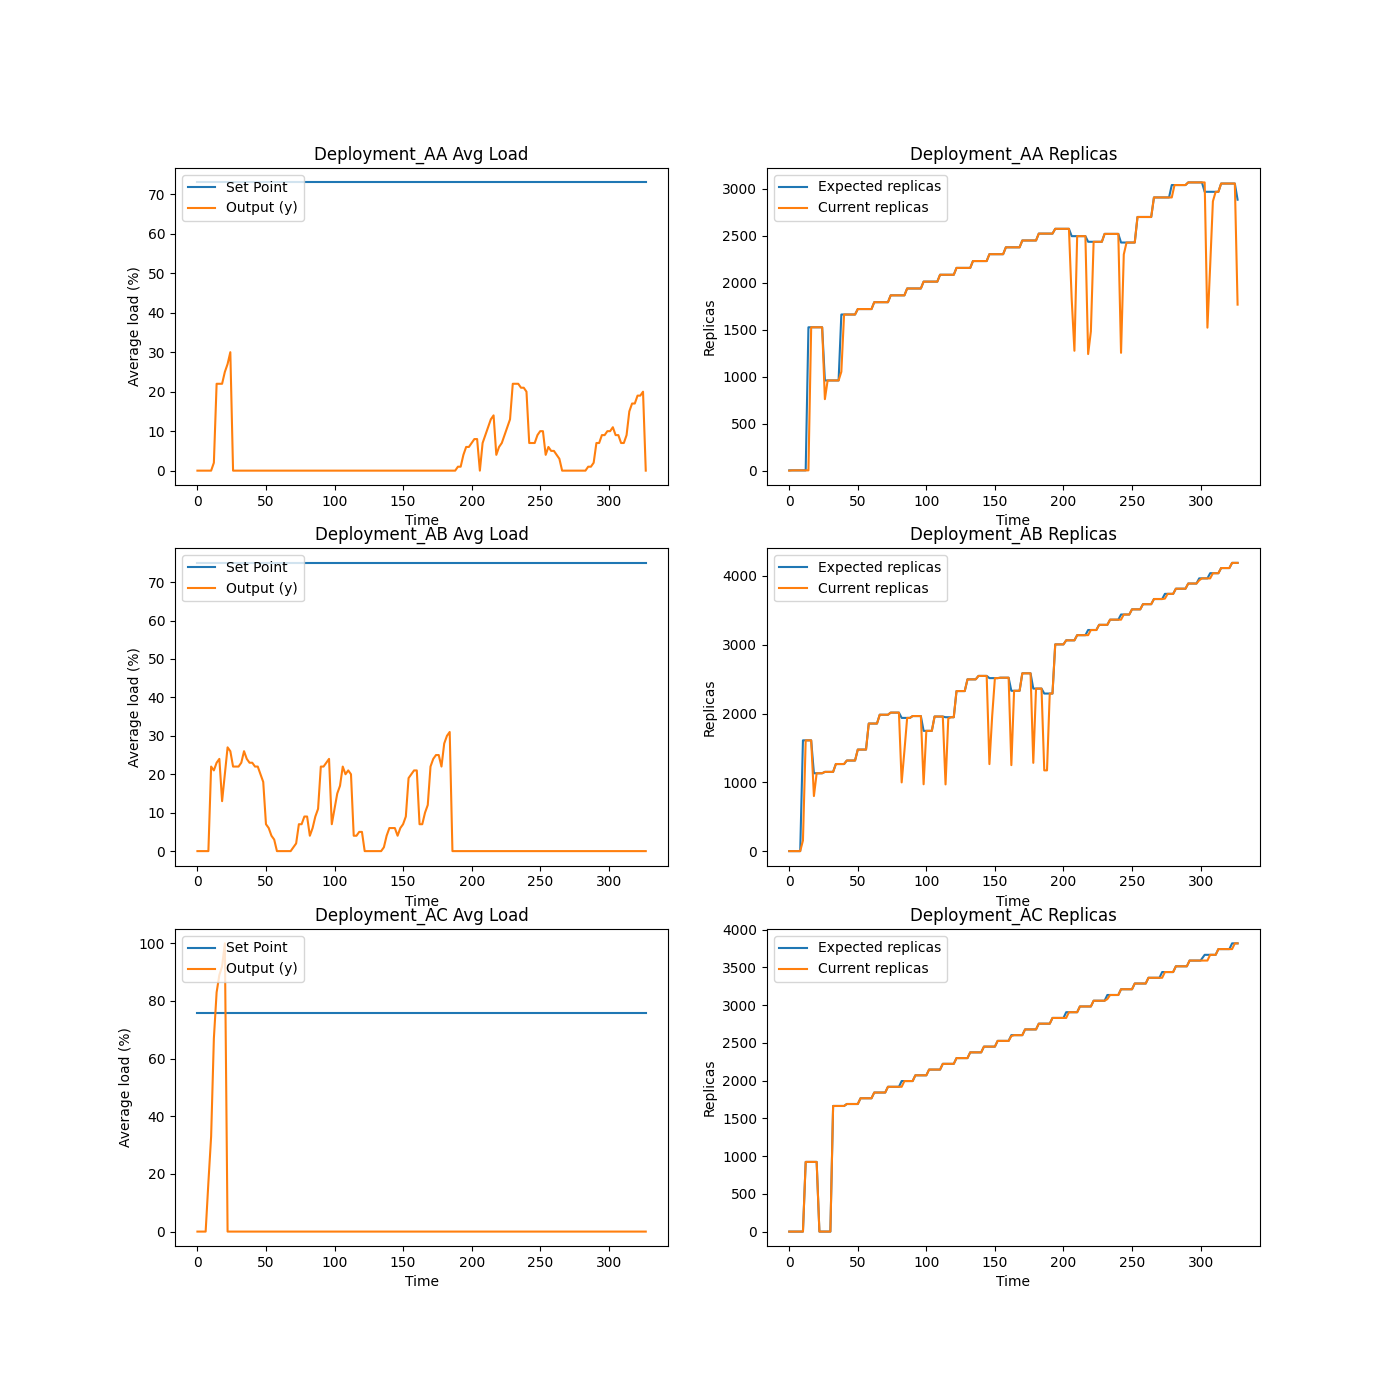 Deployment_AA Avg Load
Set Point
Output (y)
Average load (%)
70
60
50
40
30
20
10
0
0 50 100 150 200 250 300
Time
Deployment_AA Replicas
Expected replicas
Current replicas
Replicas
3000
2500
2000
1500
1000
500
0
0 50 100 150 200 250 300
Time
Deployment_AB Avg Load
Set Point
Output (y)
Average load (%)
70
60
50
40
30
20
10
0
0 50 100 150 200 250 300
Time
Deployment_AB Replicas
Expected replicas
Current replicas
Replicas
4000
3000
2000
1000
0
0 50 100 150 200 250 300
Time
Deployment_AC Avg Load
Set Point
Output (y)
Average load (%)
100
80
60
40
20
0
0 50 100 150 200 250 300
Time
Deployment_AC Replicas
Expected replicas
Current replicas
Replicas
4000
3500
3000
2500
2000
1500
1000
500
0
0 50 100 150 200 250 300
Time